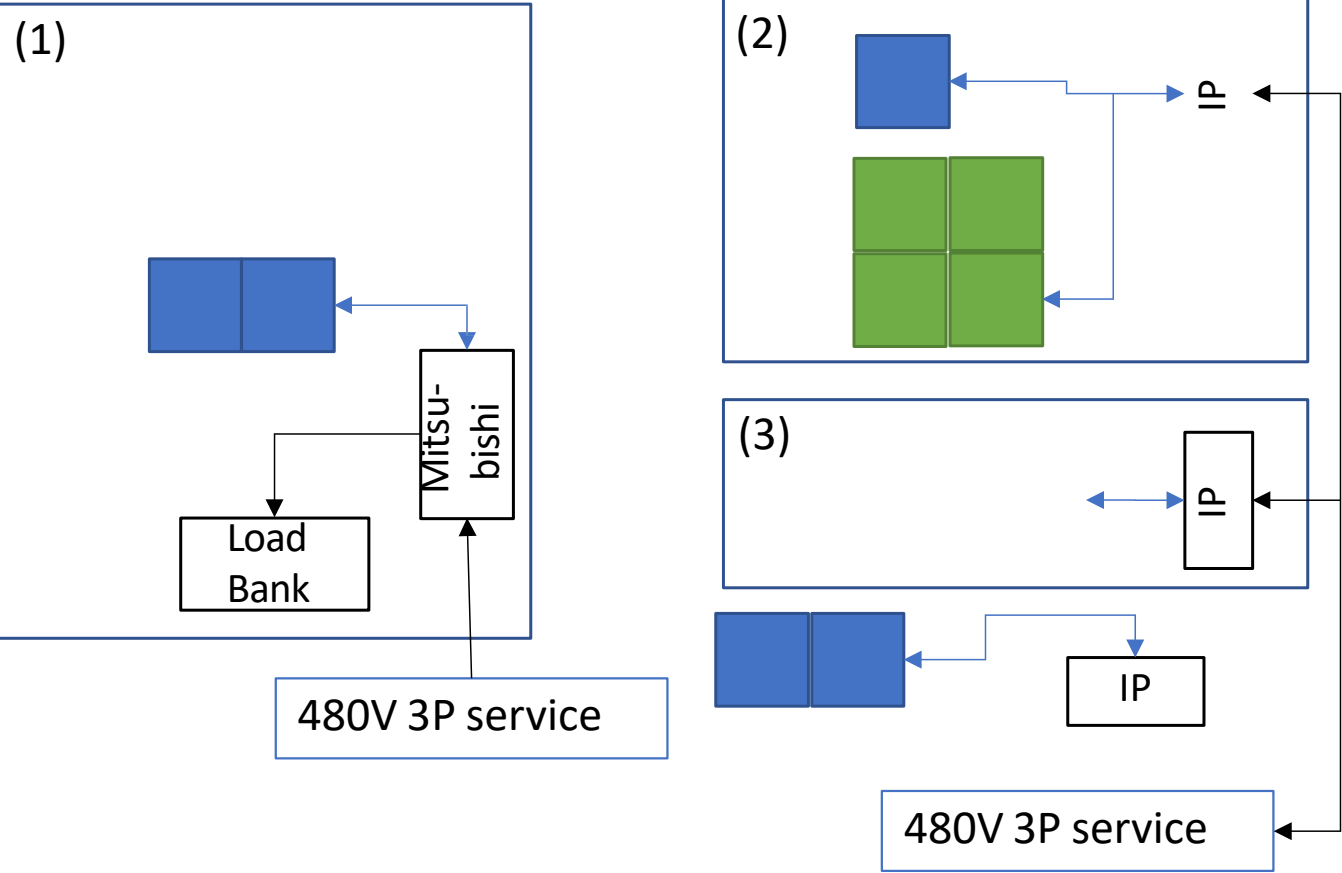 (1)
Mitsu-
bishi
Load
Bank
480V 3P service
(2)
IP
(3)
IP
IP
480V 3P service